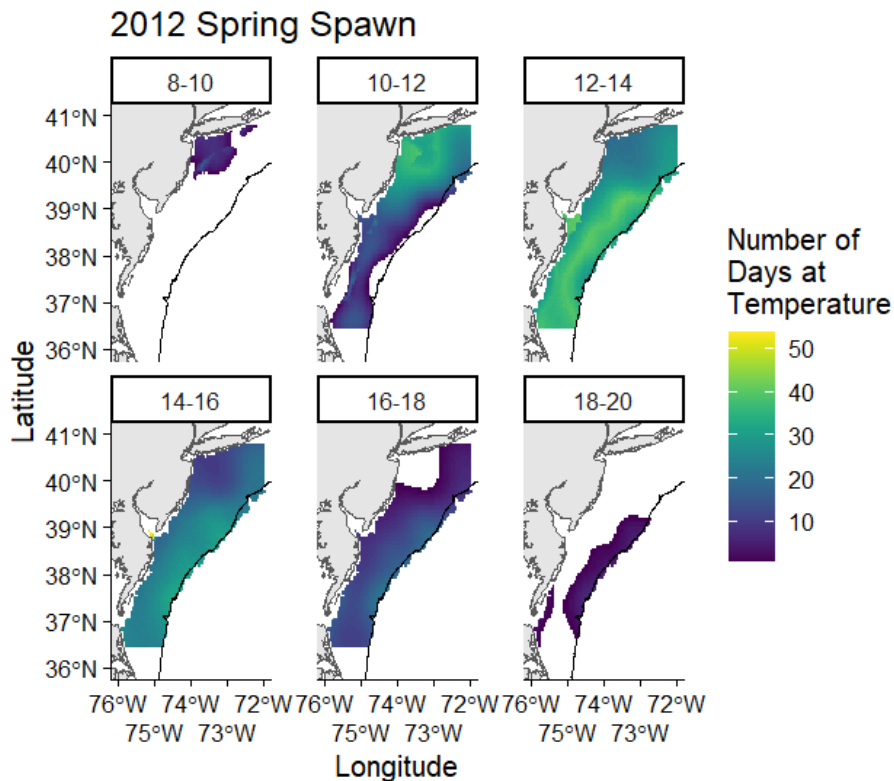 2012 Spring Spawn
8-10
10-12
12-14
41°N
40°N
39°N
38°N
37°N
36°N
14-16
16-18
18-20
41°N
40°N
39°N
38°N
37°N
36°N
76°W 74°W 72°W
75°W 73°W
76°W 74°W 72°W
75°W 73°W
76°W 74°W 72°W
75°W 73°W
Latitude
Longitude
Number of
Days at
Temperature
50
40
30
20
10